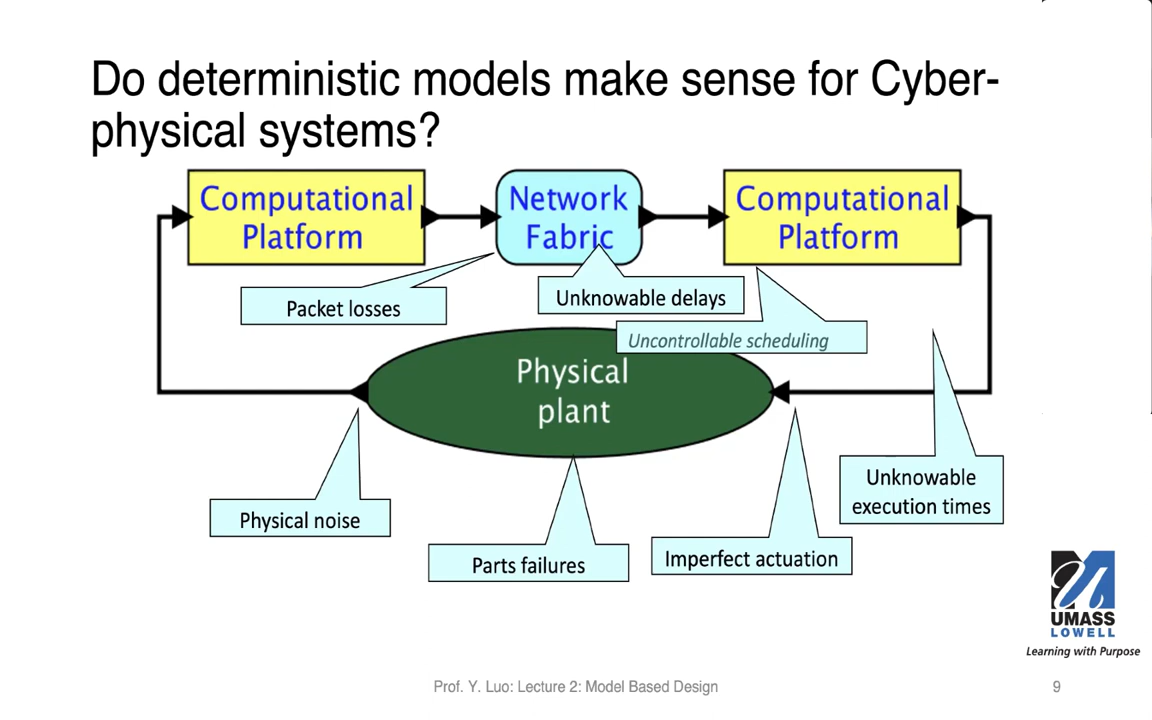 Do deterministic models make sense for Cyber-
physical systems?
Computational
Platform
Network
Fabric
Computational
Platform
Packet losses
Unknowable delays
Uncontrollable scheduling
Physical
plant
Unknowable
execution times
Physical noise
Parts failures
Imperfect actuation
UMASS
LOWELL
Learning with Purpose
Prof. Y. Luo: Lecture 2: Model Based Design
9